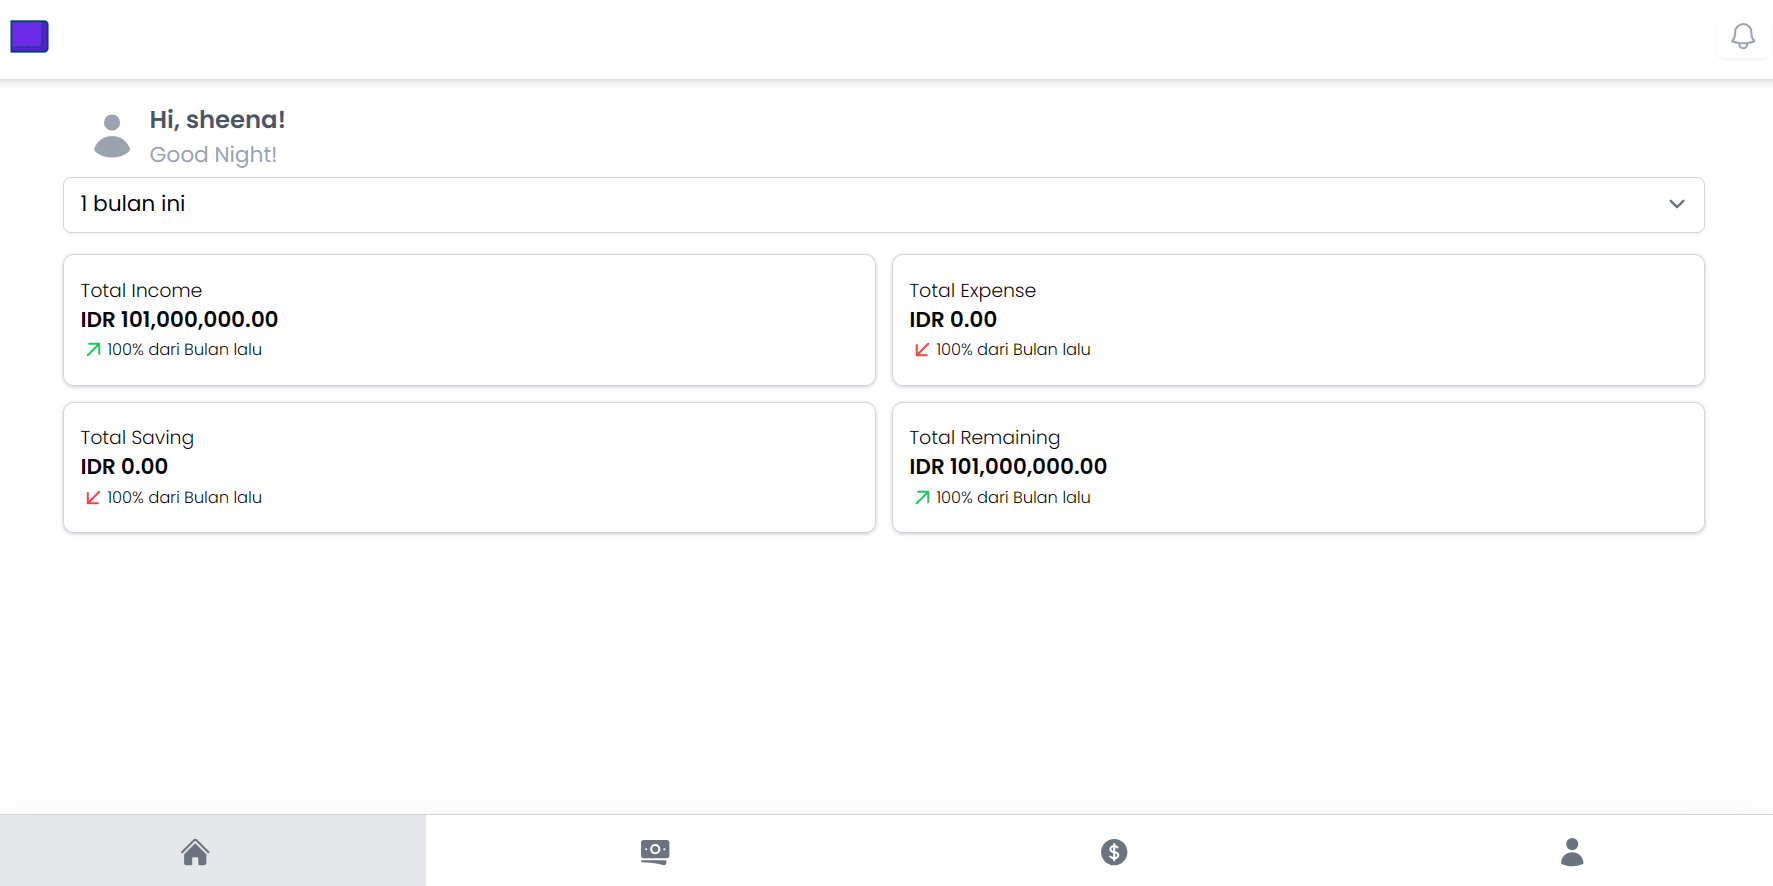 Hi, sheena!
Good Night!
1 bulan ini
Total Income
IDR 101,000,000.00
100% dari Bulan lalu
Total Expense
IDR 0.00
100% dari Bulan lalu
Total Saving
IDR 0.00
100% dari Bulan lalu
Total Remaining
IDR 101,000,000.00
100% dari Bulan lalu